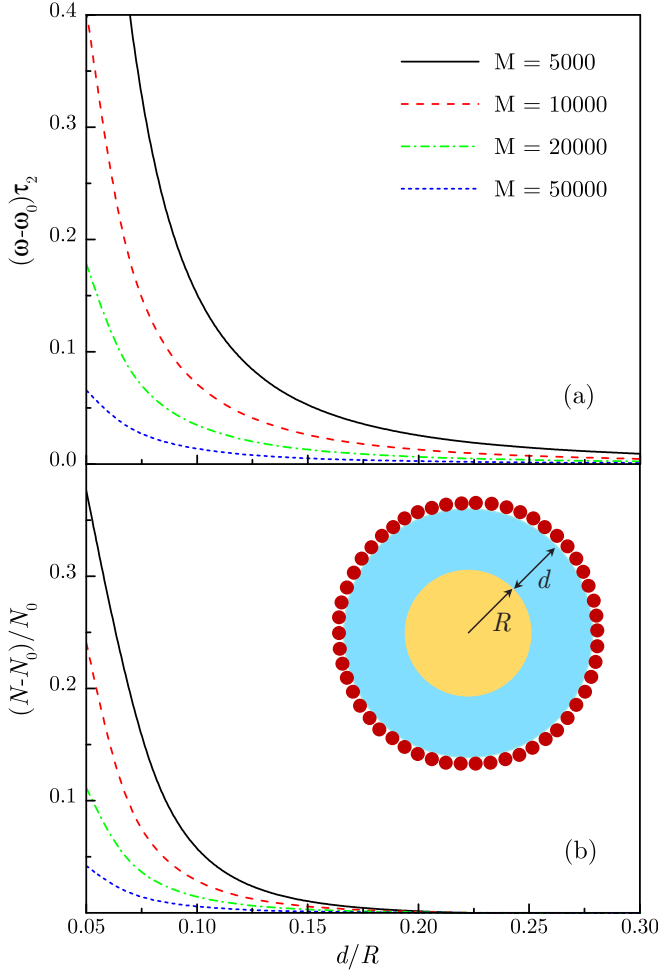 0.4
0.3
0.2
0.1
0.0
(ω-ω₀)τ₂
M = 5000
M = 10000
M = 20000
M = 50000
(a)
0.3
0.2
0.1
(N-N₀)/N₀
d
R
(b)
0.05
0.10
0.15
0.20
0.25
0.30
d/R